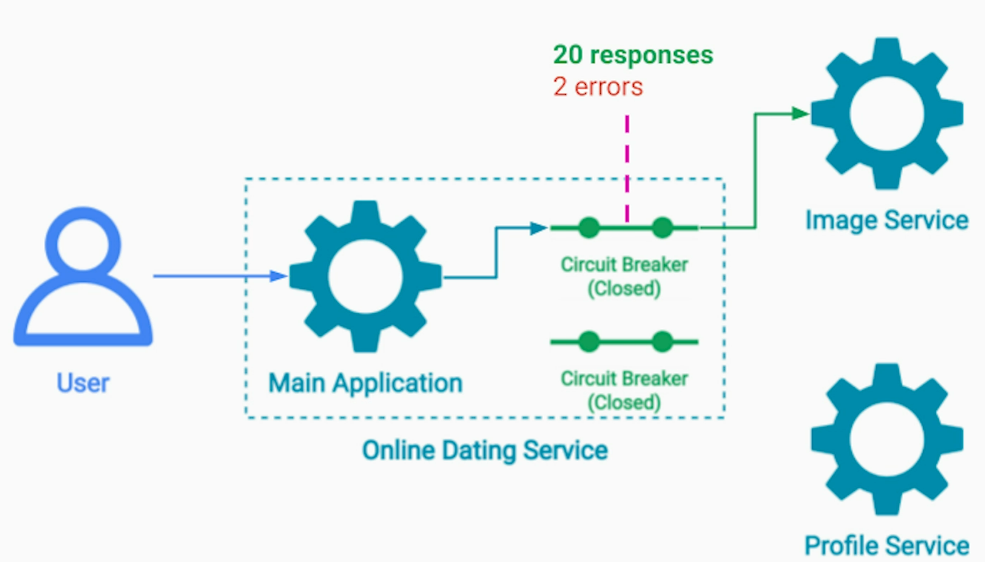 20 responses
2 errors
Image Service
Circuit Breaker
(Closed)
User
Main Application
Circuit Breaker
(Closed)
Online Dating Service
Profile Service